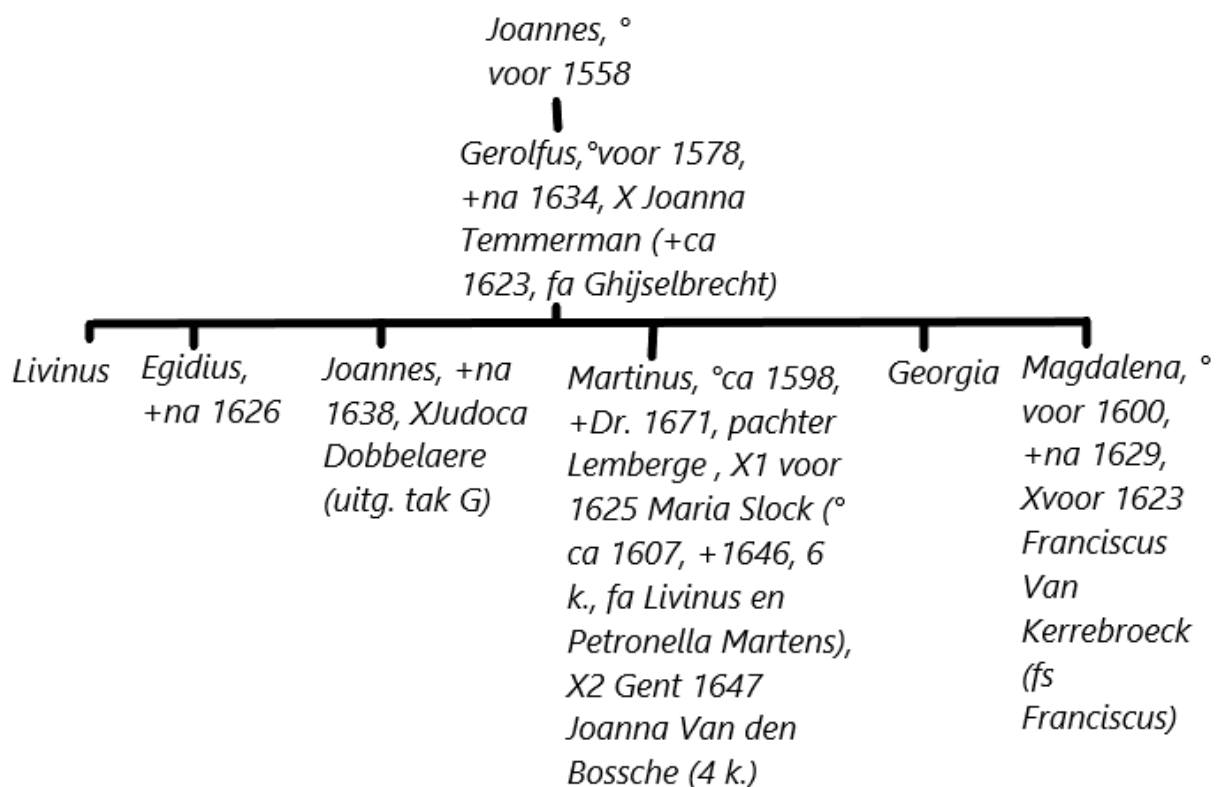 Joannes, °
voor 1558
Gerolfus,°voor 1578,
+na 1634, X Joanna
Temmerman (+ca
1623, fa Ghijselbrecht)
Livinus
Egidius,
+na 1626
Joannes, +na
1638, XJudoca
Dobbelaere
(uitg. tak G)
Martinus, °ca 1598,
+Dr. 1671, pachter
Lemberge , X1 voor
1625 Maria Slock (°
ca 1607, +1646, 6
k., fa Livinus en
Petronella Martens),
X2 Gent 1647
Joanna Van den
Bossche (4 k.)
Georgia
Magdalena, °
voor 1600,
+na 1629,
Xvoor 1623
Franciscus
Van
Kerrebroeck
(fs
Franciscus)